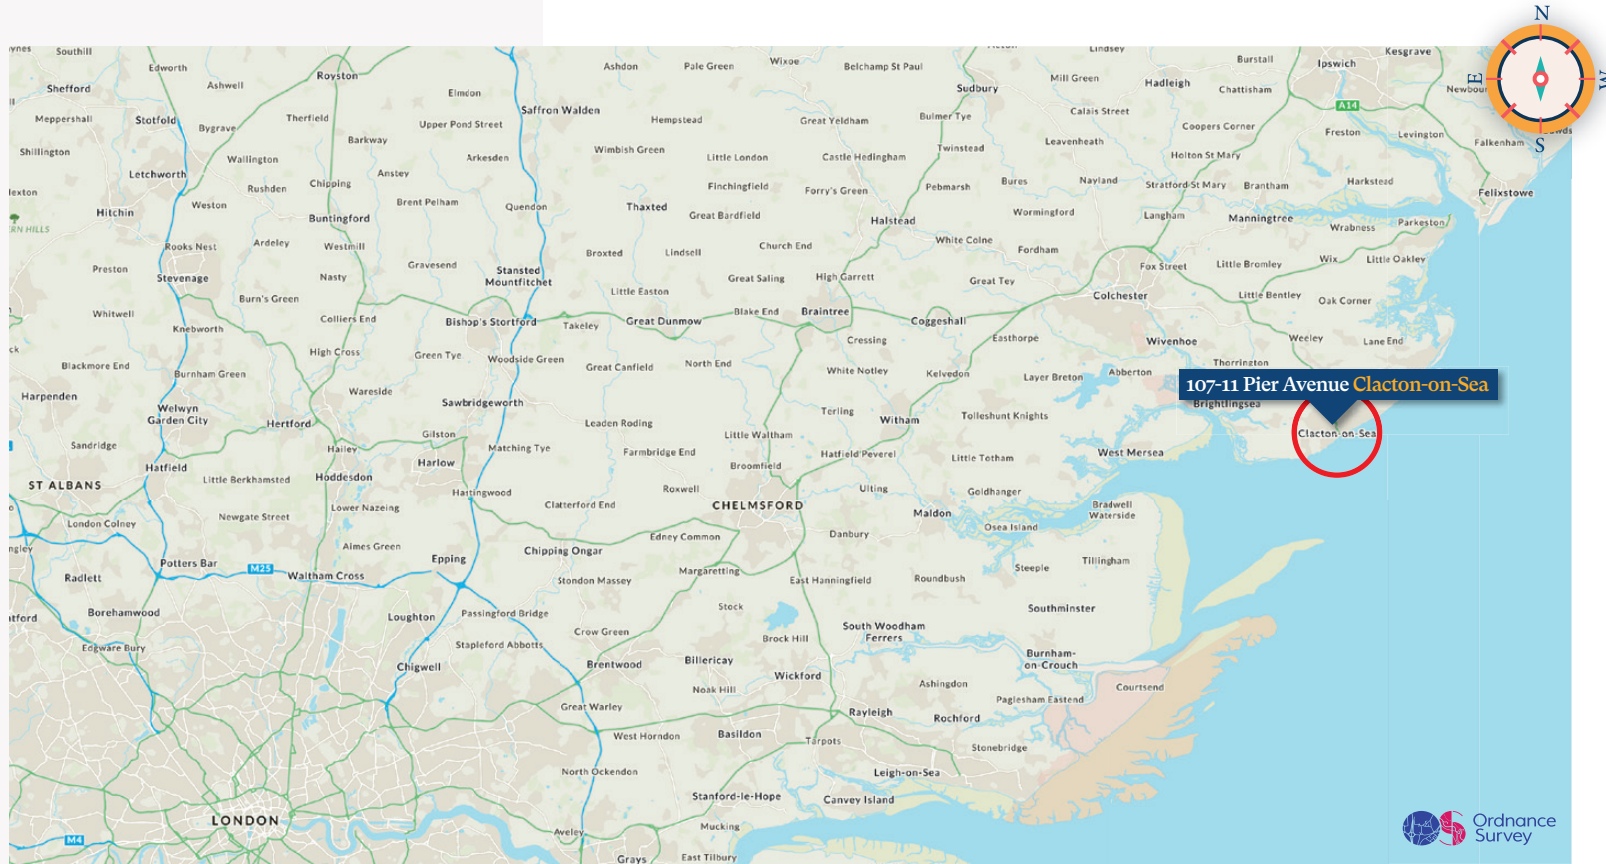 N
E
W
S
Southill
Edworth
Royston
Ashdon
Pale Green
Wixoe
Belchamp St Paul
Lindsey
Burstall
Ipswich
Kesgrave
Shefford
Ashwell
Elmdon
Saffron Walden
Sudbury
Mill Green
Hadleigh
Chattisham
A14
Meppershall
Stotfold
Bygrave
Therfield
Barkway
Upper Pond Street
Hempstead
Great Yeldham
Bulmer Tye
Calais Street
Coopers Corner
Freston
Levington
Falkenham
Shillington
Wallington
Arkesden
Wimbish Green
Little London
Castle Hedingham
Twinstead
Leavenheath
Holton St Mary
Letchworth
Rushden
Chipping
Anstey
Finchingfield
Forry's Green
Pebmarsh
Bures
Nayland
Stratford St Mary
Brantham
Harkstead
Felixstowe
Hitchin
Weston
Buntingford
Brent Pelham
Quendon
Thaxted
Great Bardfield
Halstead
Wormingford
Langham
Manningtree
Wrabness
Parkeston
Rooks Nest
Ardeley
Westmill
Broxted
Lindsell
Church End
White Colne
Fordham
Preston
Stevenage
Nasty
Gravesend
Stansted
Mountfitchet
Great Saling
High Garrett
Great Tey
Fox Street
Little Bromley
Wix
Little Oakley
Whitwell
Burn's Green
Little Easton
Colchester
Little Bentley
Oak Corner
Knebworth
Colliers End
Bishop's Stortford
Takeley
Great Dunmow
Blake End
Braintree
Coggeshall
Easthorpe
Wivenhoe
Weeley
Lane End
Blackmore End
Burnham Green
High Cross
Green Tye
Woodside Green
Great Canfield
North End
Cressing
White Notley
Kelvedon
Layer Breton
Abberton
Thorrington
107-11 Pier Avenue Clacton-on-Sea
Harpenden
Welwyn
Garden City
Wareside
Sawbridgeworth
Brightlingsea
Sandridge
Hertford
Gilston
Leaden Roding
Little Waltham
Terling
Witham
Tolleshunt Knights
Clacton-on-Sea
Hatfield
Hailey
Harlow
Matching Tye
Farmbridge End
Broomfield
Hatfield Peverel
Little Totham
West Mersea
ST ALBANS
Little Berkhamsted
Hoddesdon
Hastingwood
Roxwell
Ulting
Goldhanger
London Colney
Newgate Street
Lower Nazeing
Clatterford End
CHELMSFORD
Maldon
Osea Island
Bradwell
Waterside
Aimes Green
Epping
Chipping Ongar
Edney Common
Danbury
Radlett
Potters Bar
M25
Waltham Cross
Stondon Massey
Margaretting
East Hanningfield
Roundbush
Steeple
Tillingham
Borehamwood
Loughton
Passingford Bridge
Stock
Southminster
Edgware Bury
Stapleford Abbotts
Crow Green
Brock Hill
South Woodham
Ferrers
Burnham-
on-Crouch
Chigwell
Brentwood
Billericay
Wickford
Noak Hill
Ashingdon
Paglesham Eastend
Courtsend
Great Warley
Rayleigh
Rochford
West Horndon
Basildon
Tarpots
Stonebridge
North Ockendon
Leigh-on-Sea
Stanford-le-Hope
Canvey Island
LONDON
M4
Aveley
Mucking
Grays
East Tilbury
Ordnance
Survey